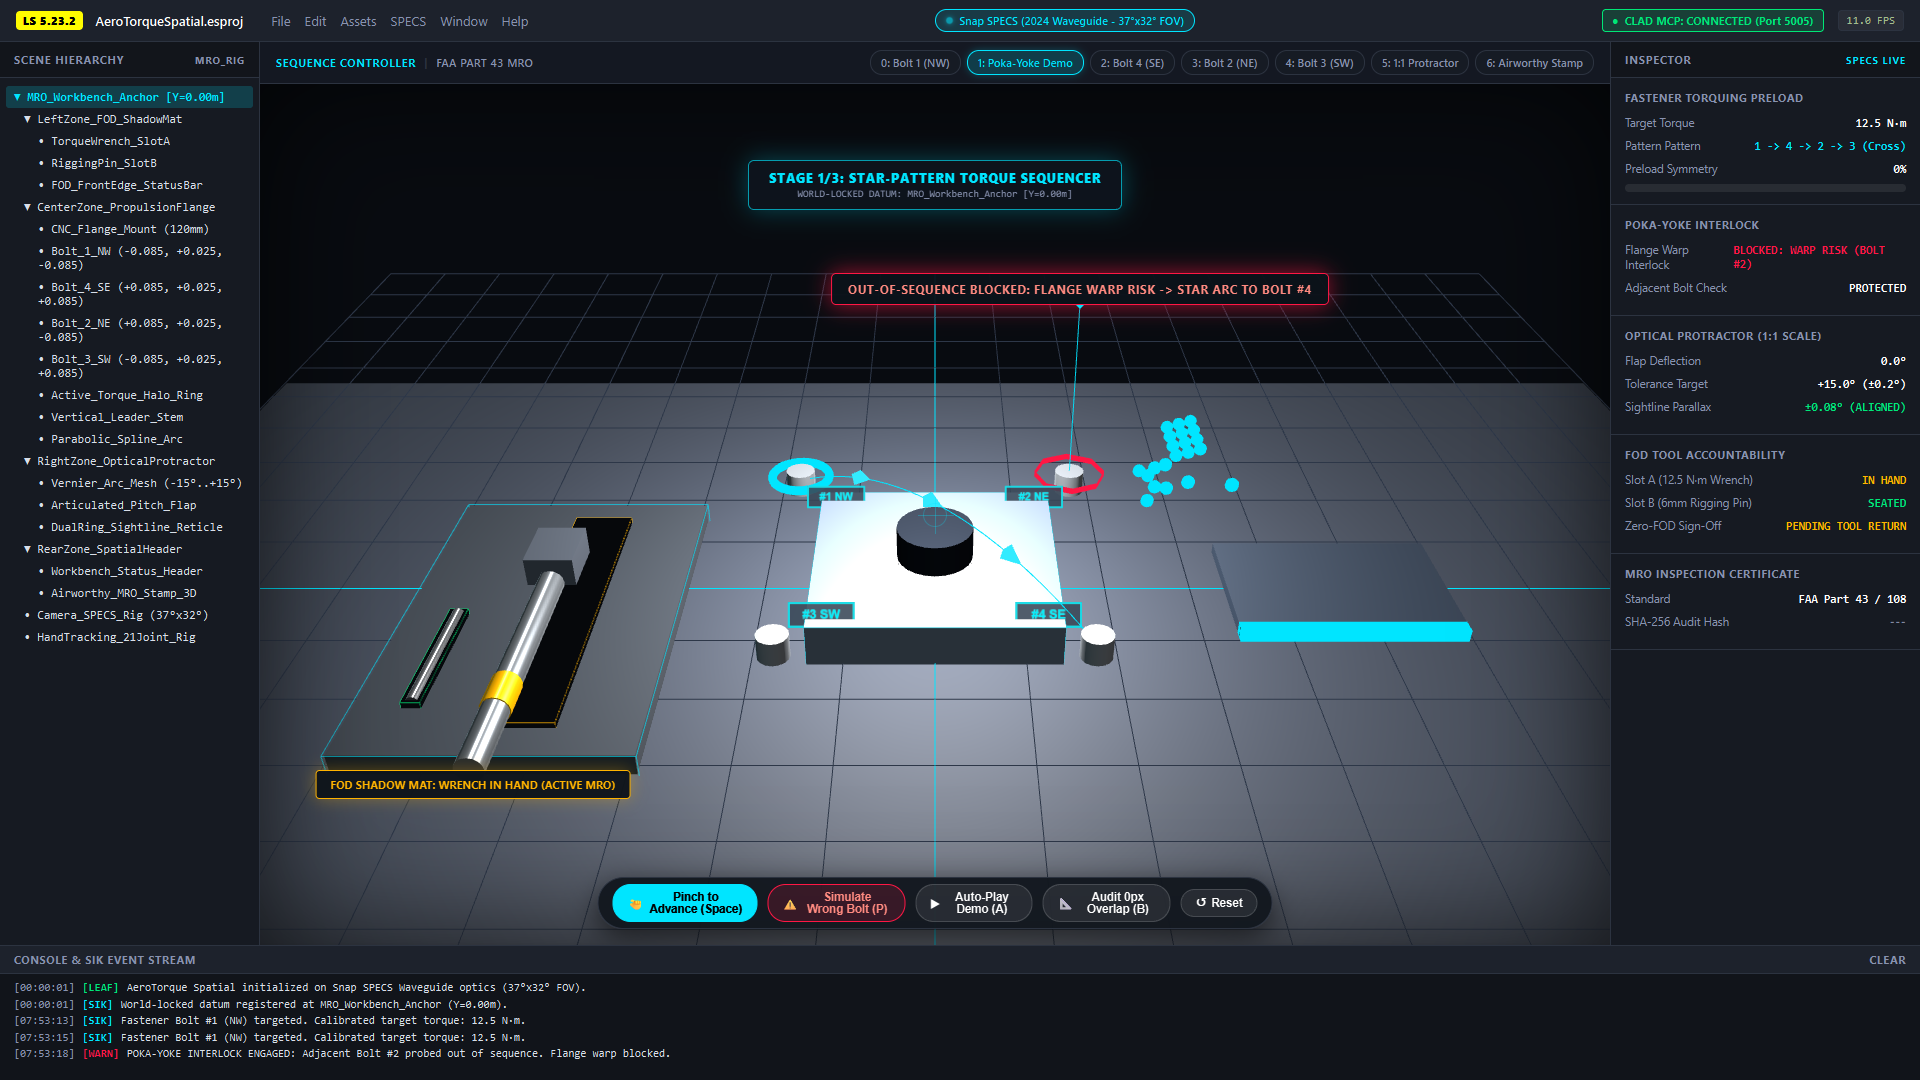 LS 5.23.2 AeroTorqueSpatial.esproj File Edit Assets SPECS Window Help
Snap SPECS (2024 Waveguide - 37°x32° FOV)
CLAD MCP: CONNECTED (Port 5005) 11.0 FPS
SCENE HIERARCHY MRO_RIG
▼ MRO_Workbench_Anchor [Y=0.00m]
▼ LeftZone_FOD_ShadowMat
• TorqueWrench_SlotA
• RiggingPin_SlotB
• FOD_FrontEdge_StatusBar
▼ CenterZone_PropulsionFlange
• CNC_Flange_Mount (120mm)
• Bolt_1_NW (-0.085, +0.025,
-0.085)
• Bolt_4_SE (+0.085, +0.025,
+0.085)
• Bolt_2_NE (+0.085, +0.025,
-0.085)
• Bolt_3_SW (-0.085, +0.025,
+0.085)
• Active_Torque_Halo_Ring
• Vertical_Leader_Stem
• Parabolic_Spline_Arc
▼ RightZone_OpticalProtractor
• Vernier_Arc_Mesh (-15°..+15°)
• Articulated_Pitch_Flap
• DualRing_Sightline_Reticle
▼ RearZone_SpatialHeader
• Workbench_Status_Header
• Airworthy_MRO_Stamp_3D
• Camera_SPECS_Rig (37°x32°)
• HandTracking_21Joint_Rig
SEQUENCE CONTROLLER | FAA PART 43 MRO
0: Bolt 1 (NW) 1: Poka-Yoke Demo 2: Bolt 4 (SE) 3: Bolt 2 (NE) 4: Bolt 3 (SW) 5: 1:1 Protractor 6: Airworthy Stamp
STAGE 1/3: STAR-PATTERN TORQUE SEQUENCER
WORLD-LOCKED DATUM: MRO_Workbench_Anchor [Y=0.00m]
OUT-OF-SEQUENCE BLOCKED: FLANGE WARP RISK -> STAR ARC TO BOLT #4
#1 NW #2 NE
#3 SW #4 SE
FOD SHADOW MAT: WRENCH IN HAND (ACTIVE MRO)
Pinch to
Advance (Space)
Simulate
Wrong Bolt (P)
▶ Auto-Play
Demo (A)
Audit 0px
Overlap (B)
↺ Reset
INSPECTOR SPECS LIVE
FASTENER TORQUING PRELOAD
Target Torque 12.5 N·m
Pattern Pattern 1 -> 4 -> 2 -> 3 (Cross)
Preload Symmetry 0%
POKA-YOKE INTERLOCK
Flange Warp BLOCKED: WARP RISK (BOLT
Interlock #2)
Adjacent Bolt Check PROTECTED
OPTICAL PROTRACTOR (1:1 SCALE)
Flap Deflection 0.0°
Tolerance Target +15.0° (±0.2°)
Sightline Parallax ±0.08° (ALIGNED)
FOD TOOL ACCOUNTABILITY
Slot A (12.5 N·m Wrench) IN HAND
Slot B (6mm Rigging Pin) SEATED
Zero-FOD Sign-Off PENDING TOOL RETURN
MRO INSPECTION CERTIFICATE
Standard FAA Part 43 / 108
SHA-256 Audit Hash ---
CONSOLE & SIK EVENT STREAM CLEAR
[00:00:01] [LEAF] AeroTorque Spatial initialized on Snap SPECS Waveguide optics (37°x32° FOV).
[00:00:01] [SIK] World-locked datum registered at MRO_Workbench_Anchor (Y=0.00m).
[07:53:13] [SIK] Fastener Bolt #1 (NW) targeted. Calibrated target torque: 12.5 N·m.
[07:53:15] [SIK] Fastener Bolt #1 (NW) targeted. Calibrated target torque: 12.5 N·m.
[07:53:18] [WARN] POKA-YOKE INTERLOCK ENGAGED: Adjacent Bolt #2 probed out of sequence. Flange warp blocked.